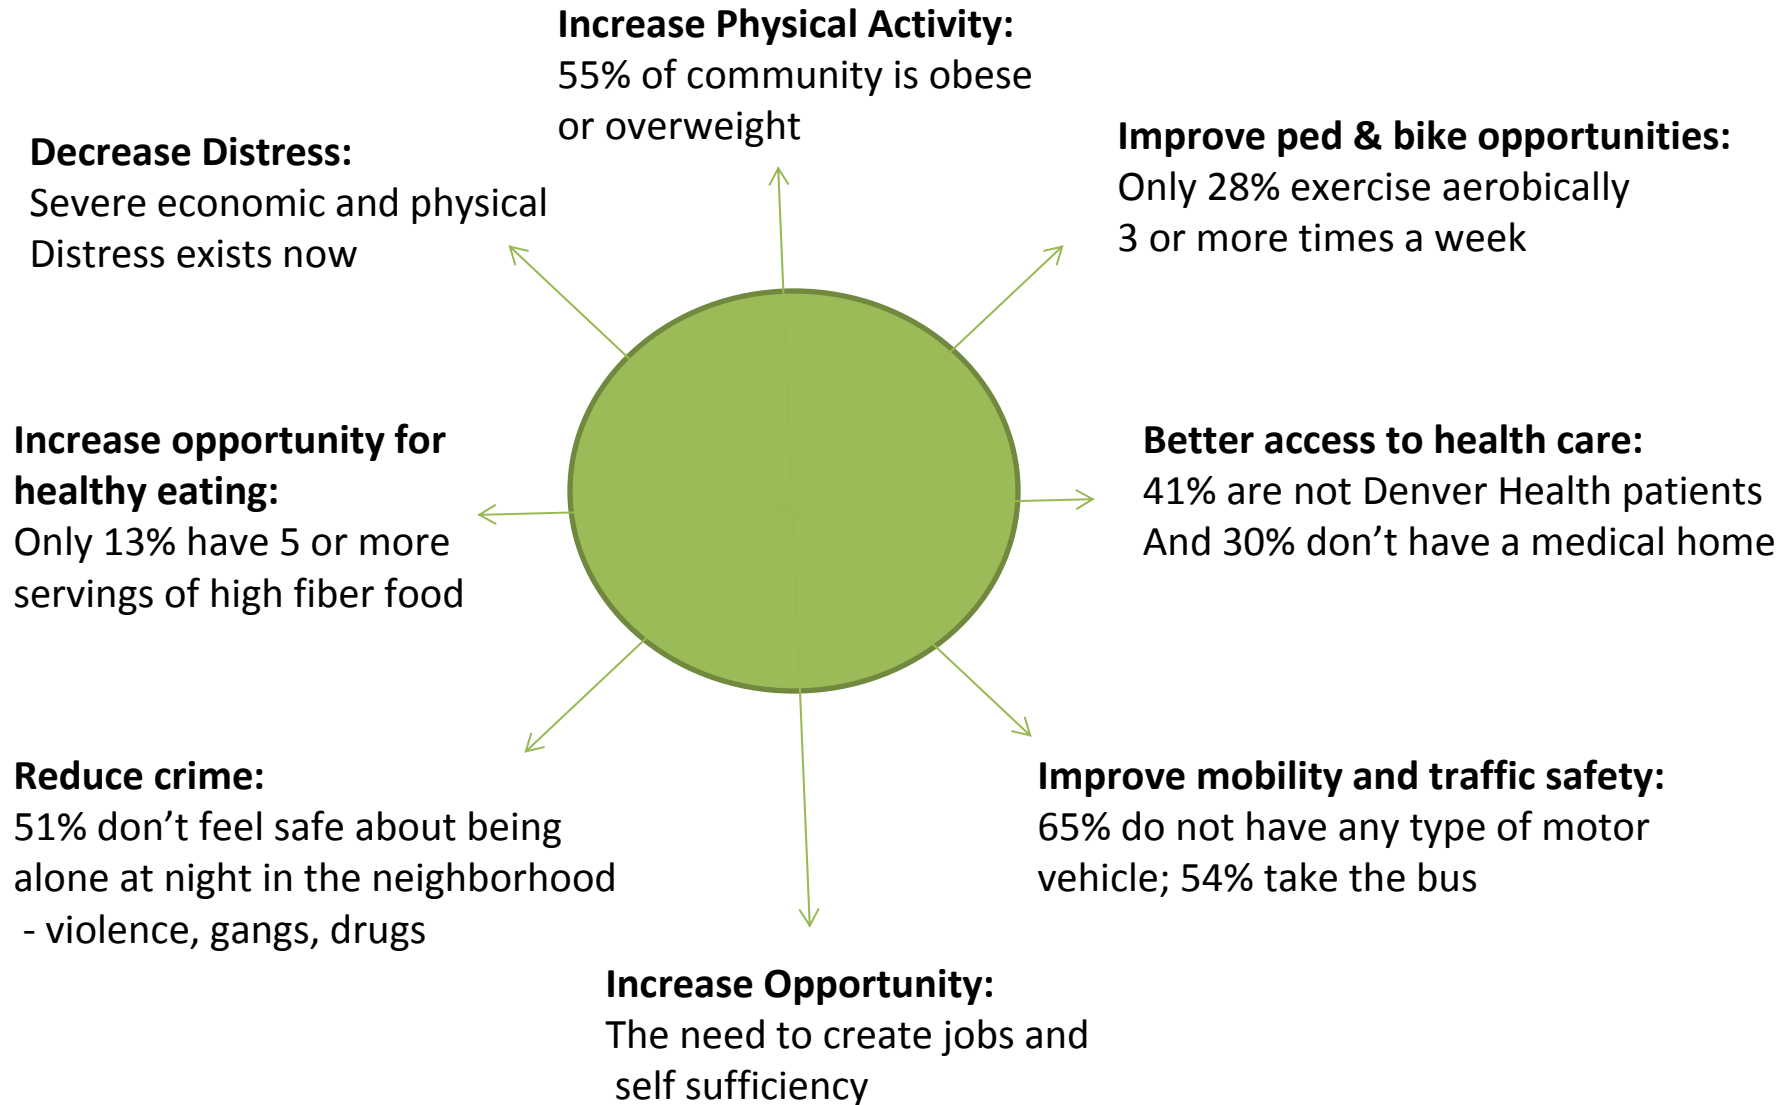 Increase Physical Activity:
55% of community is obese
or overweight
Decrease Distress:
Severe economic and physical
Distress exists now
Improve ped & bike opportunities:
Only 28% exercise aerobically
3 or more times a week
Increase opportunity for
healthy eating:
Only 13% have 5 or more
servings of high fiber food
Better access to health care:
41% are not Denver Health patients
And 30% don’t have a medical home
Reduce crime:
51% don’t feel safe about being
alone at night in the neighborhood
- violence, gangs, drugs
Improve mobility and traffic safety:
65% do not have any type of motor
vehicle; 54% take the bus
Increase Opportunity:
The need to create jobs and
self sufficiency